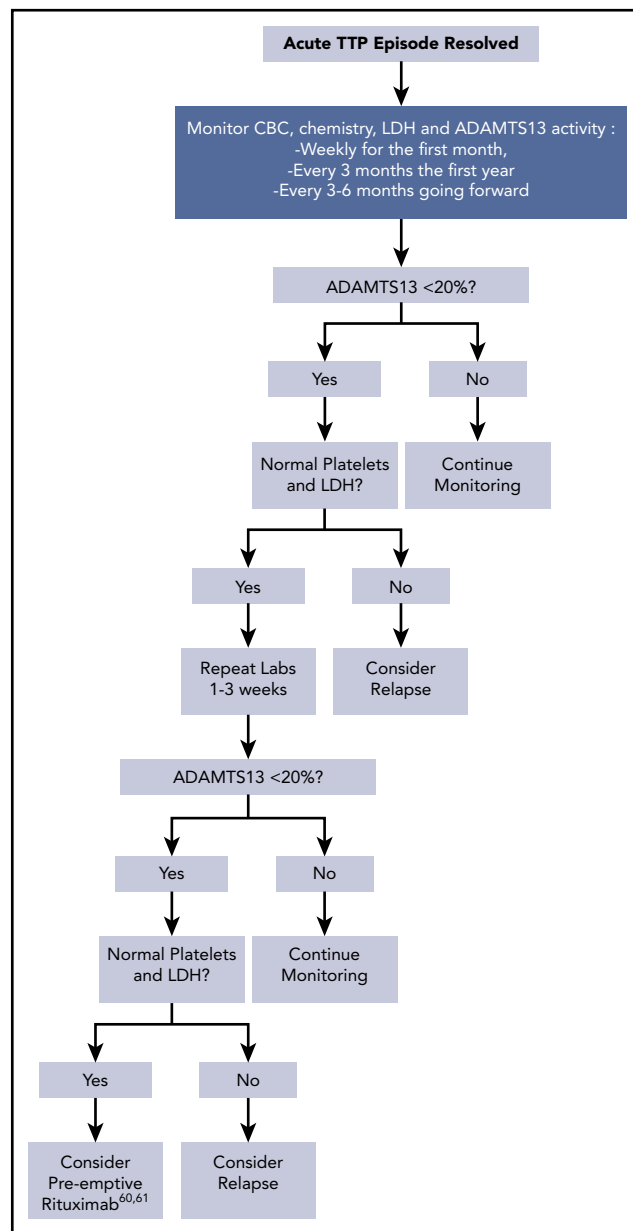 Acute TTP Episode Resolved
Monitor CBC, chemistry, LDH and ADAMTS13 activity :
-Weekly for the first month,
-Every 3 months the first year
-Every 3-6 months going forward
ADAMTS13 <20%?
Yes
No
Normal Platelets
and LDH?
Continue
Monitoring
Yes
No
Repeat Labs
1-3 weeks
Consider
Relapse
ADAMTS13 <20%?
Yes
No
Normal Platelets
and LDH?
Continue
Monitoring
Yes
No
Consider
Pre-emptive
Rituximab60,61
Consider
Relapse